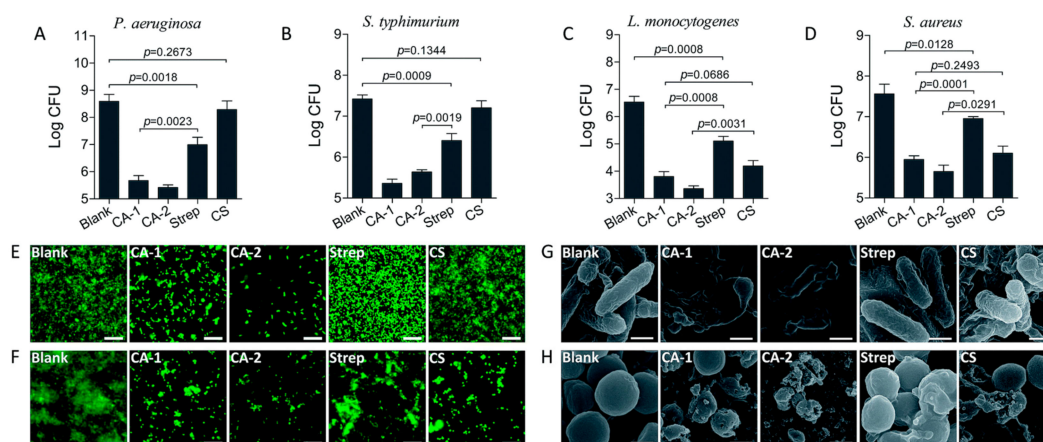 P. aeruginosa
S. typhimurium
L. monocytogenes
S. aureus
A
Log CFU
11
10
9
8
7
6
5
p=0.2673
p=0.0018
p=0.0023
Blank
CA-1
CA-2
Strep
CS
B
Log CFU
9
8
7
6
5
p=0.1344
p=0.0009
p=0.0019
Blank
CA-1
CA-2
Strep
CS
C
Log CFU
9
8
7
6
5
4
3
p=0.0008
p=0.0686
p=0.0008
p=0.0031
Blank
CA-1
CA-2
Strep
CS
D
Log CFU
9
8
7
6
5
p=0.0128
p=0.2493
p=0.0001
p=0.0291
Blank
CA-1
CA-2
Strep
CS
E
Blank
CA-1
CA-2
Strep
CS
G
Blank
CA-1
CA-2
Strep
CS
F
Blank
CA-1
CA-2
Strep
CS
H
Blank
CA-1
CA-2
Strep
CS